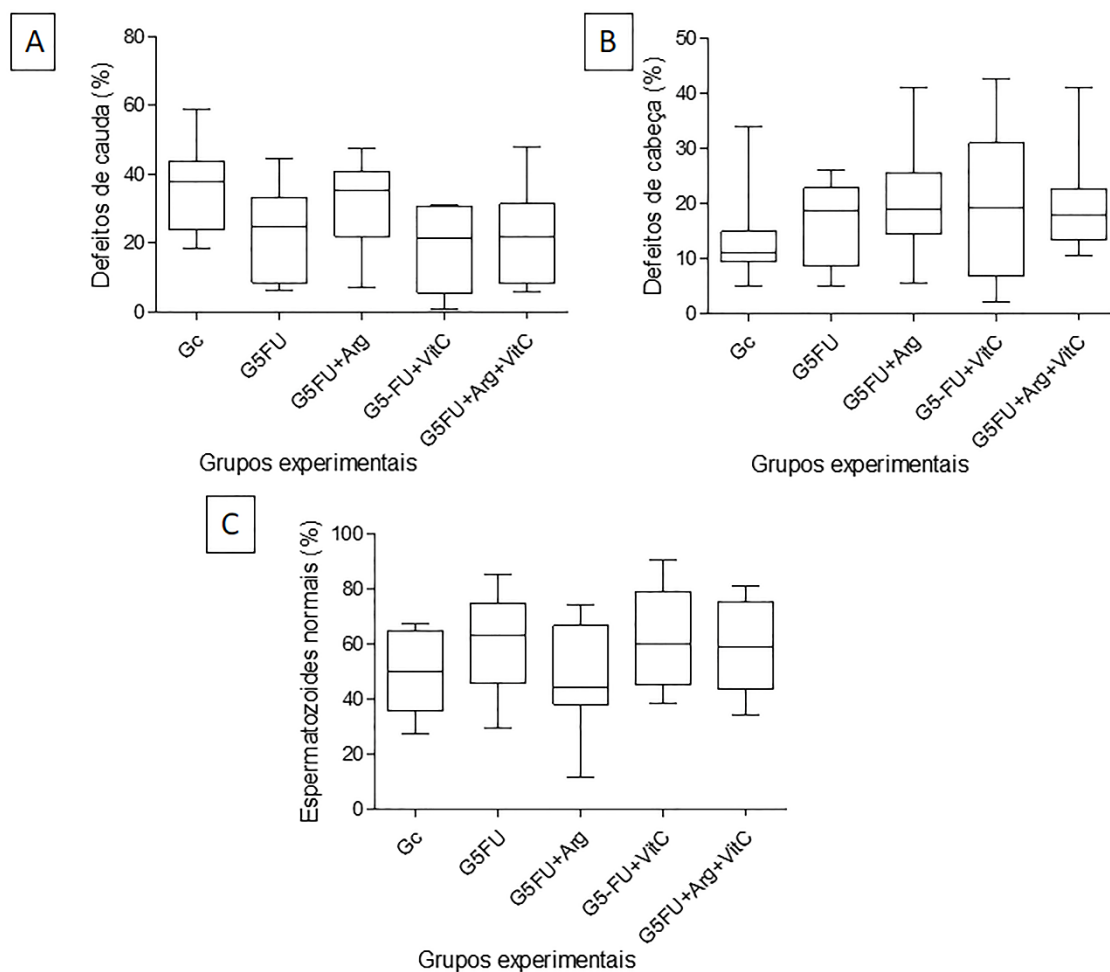 A
Defeitos de cauda (%)
80
60
40
20
0
Gc
G5FU
G5FU+Arg
G5-FU+VitC
G5FU+Arg+VitC
Grupos experimentais
B
Defeitos de cabeça (%)
50
40
30
20
10
0
Gc
G5FU
G5FU+Arg
G5-FU+VitC
G5FU+Arg+VitC
Grupos experimentais
C
Espermatozoides normais (%)
100
80
60
40
20
0
Gc
G5FU
G5FU+Arg
G5-FU+VitC
G5FU+Arg+VitC
Grupos experimentais